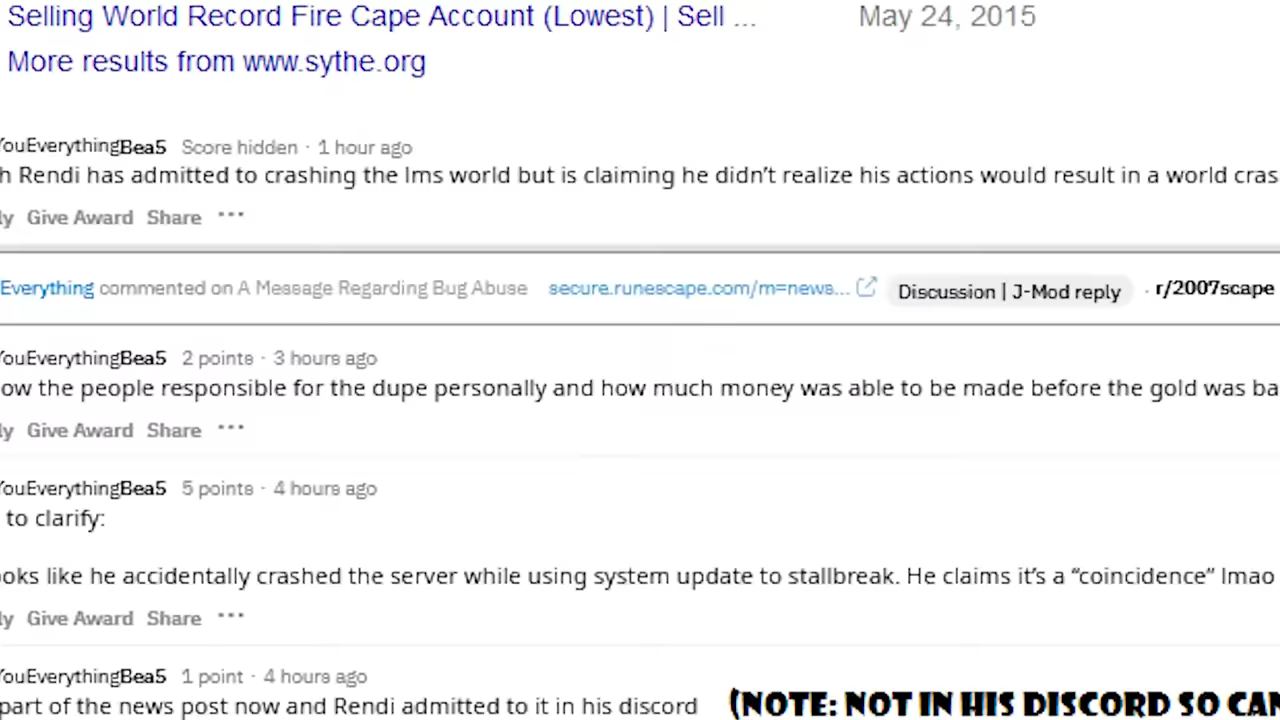 Selling World Record Fire Cape Account (Lowest) | Sell ... May 24, 2015
More results from www.sythe.org
YouEverythingBea5 Score hidden · 1 hour ago
h Rendi has admitted to crashing the lms world but is claiming he didn't realize his actions would result in a world cras
ly Give Award Share ···
Everything commented on A Message Regarding Bug Abuse secure.runescape.com/m=news... Discussion | J-Mod reply · r/2007scape
YouEverythingBea5 2 points · 3 hours ago
ow the people responsible for the dupe personally and how much money was able to be made before the gold was ba
ly Give Award Share ···
YouEverythingBea5 5 points · 4 hours ago
to clarify:
ooks like he accidentally crashed the server while using system update to stallbreak. He claims it's a “coincidence” lmao
ly Give Award Share ···
YouEverythingBea5 1 point · 4 hours ago
part of the news post now and Rendi admitted to it in his discord (NOTE: NOT IN HIS DISCORD SO CAN